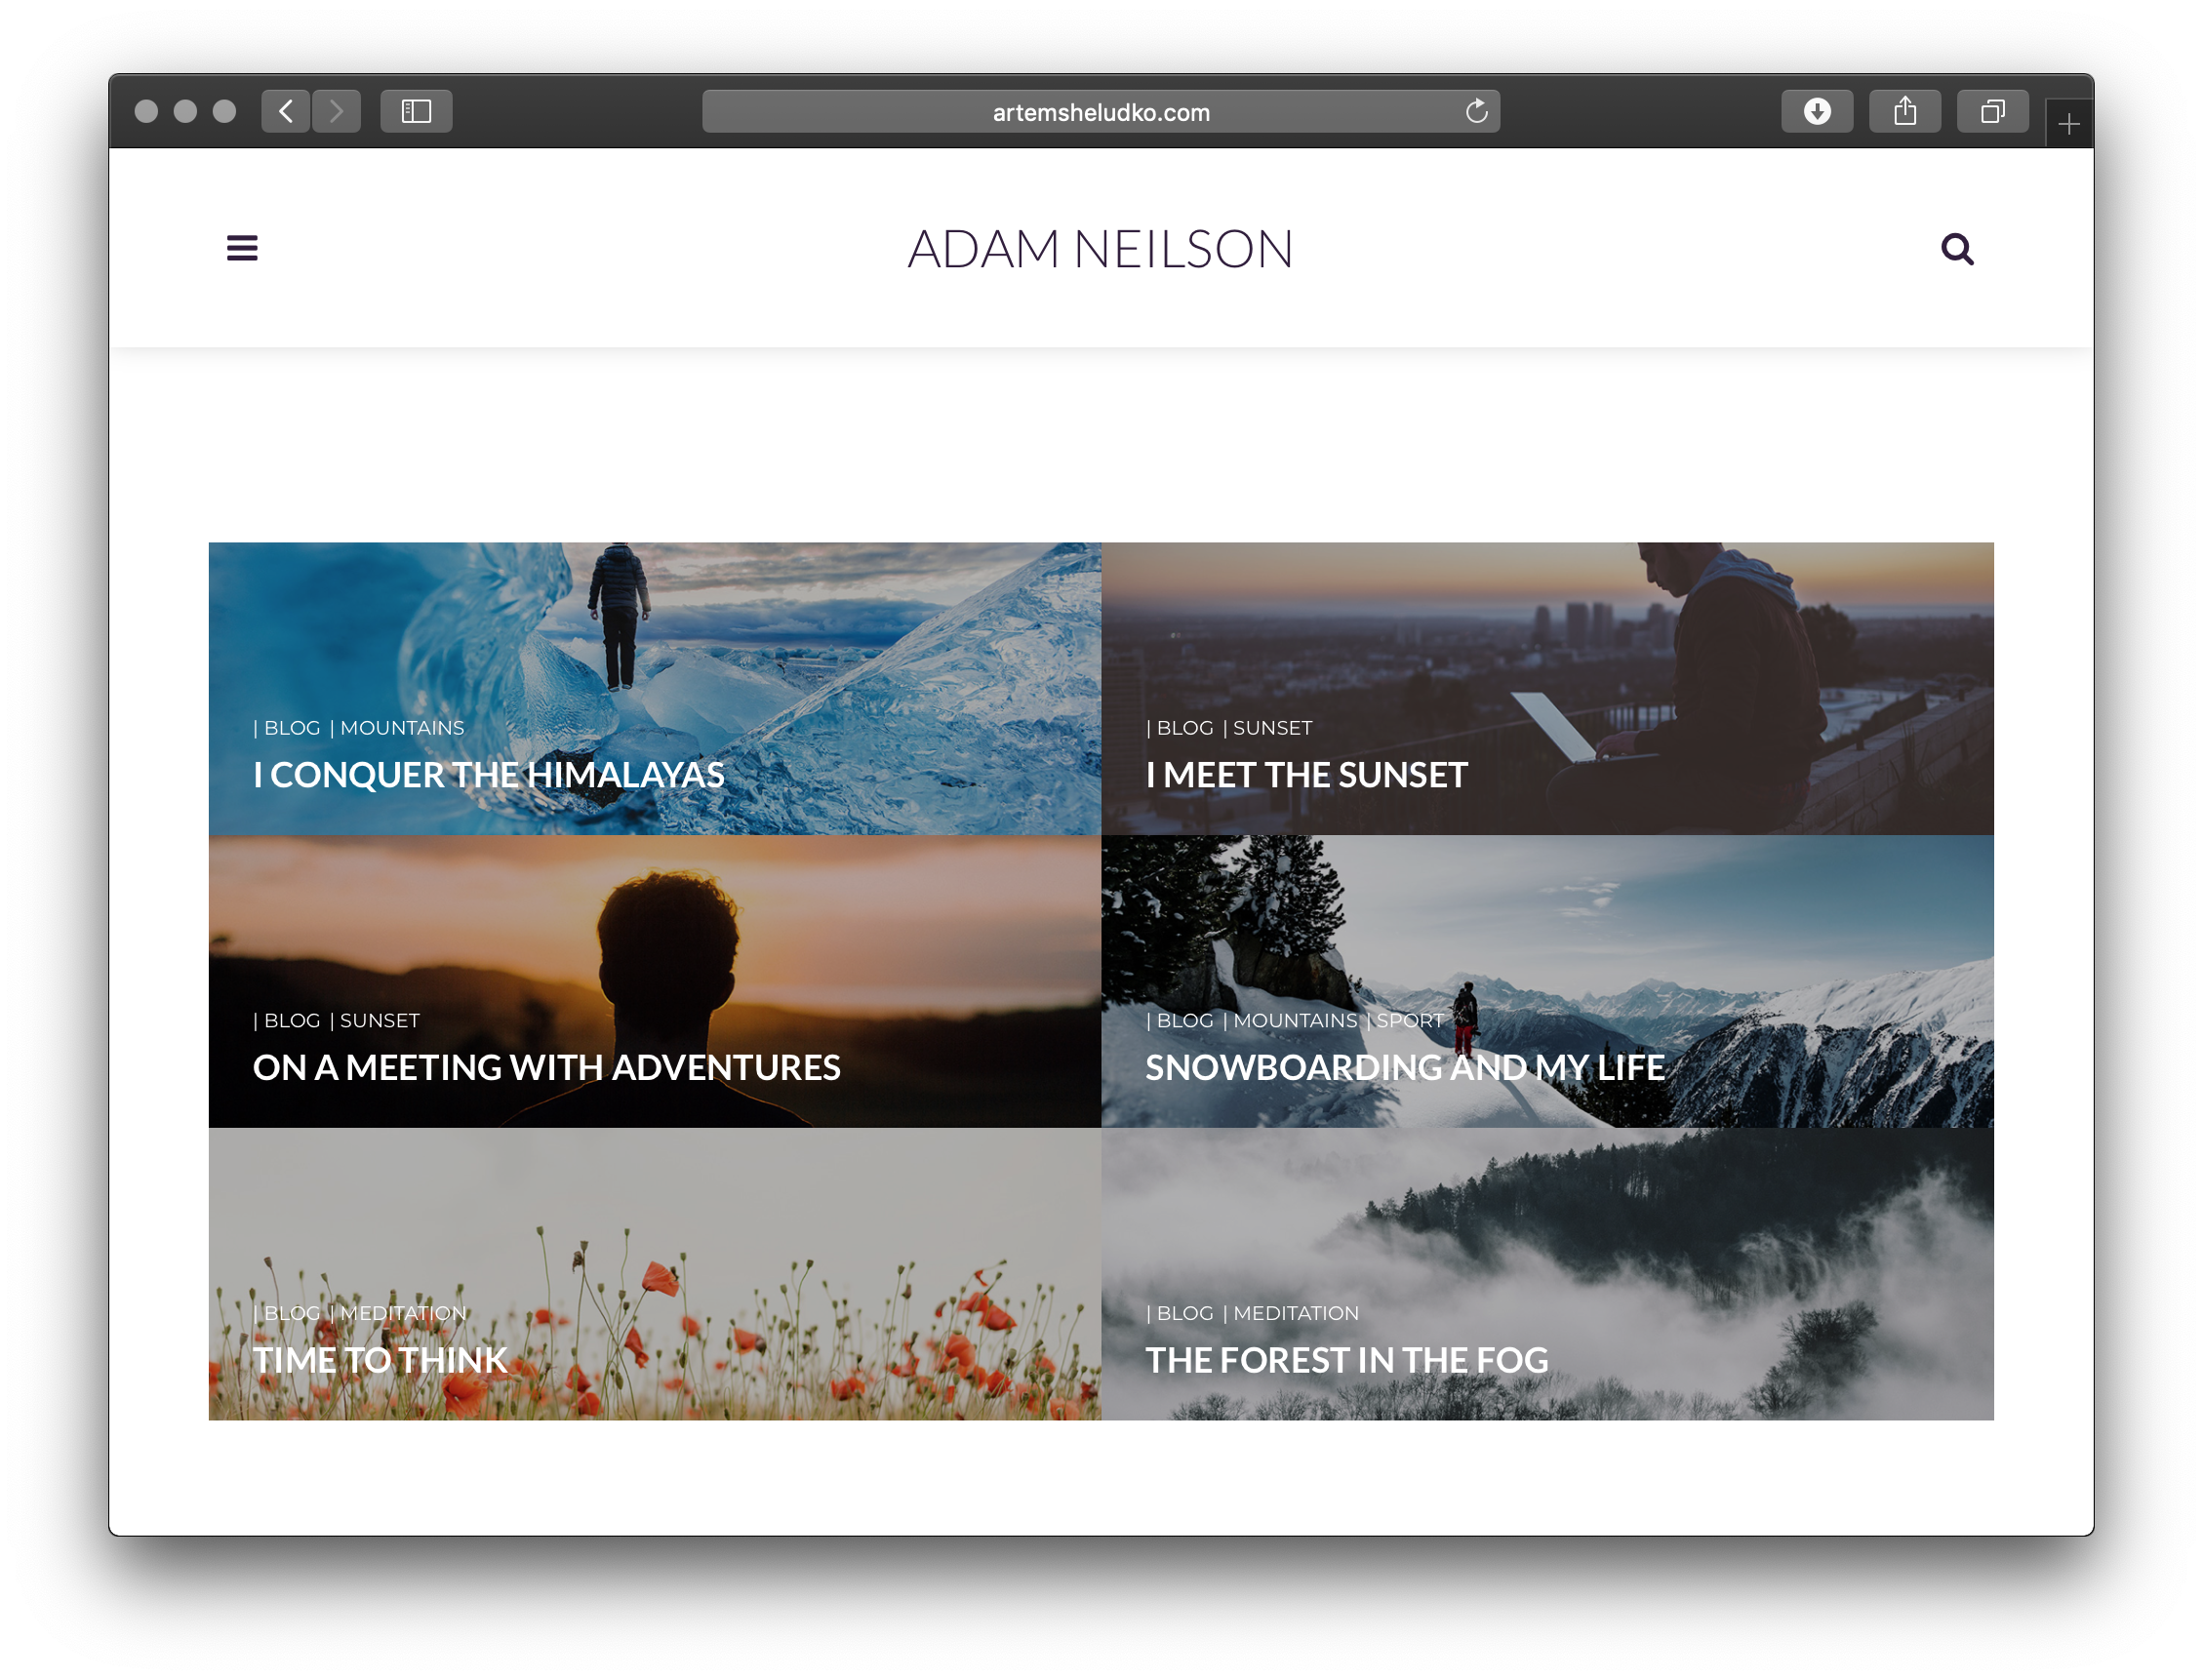 artemsheludko.com
ADAM NEILSON
| BLOG | MOUNTAINS
I CONQUER THE HIMALAYAS
| BLOG | SUNSET
I MEET THE SUNSET
| BLOG | SUNSET
ON A MEETING WITH ADVENTURES
| BLOG | MOUNTAINS | SPORT
SNOWBOARDING AND MY LIFE
| BLOG | MEDITATION
TIME TO THINK
| BLOG | MEDITATION
THE FOREST IN THE FOG